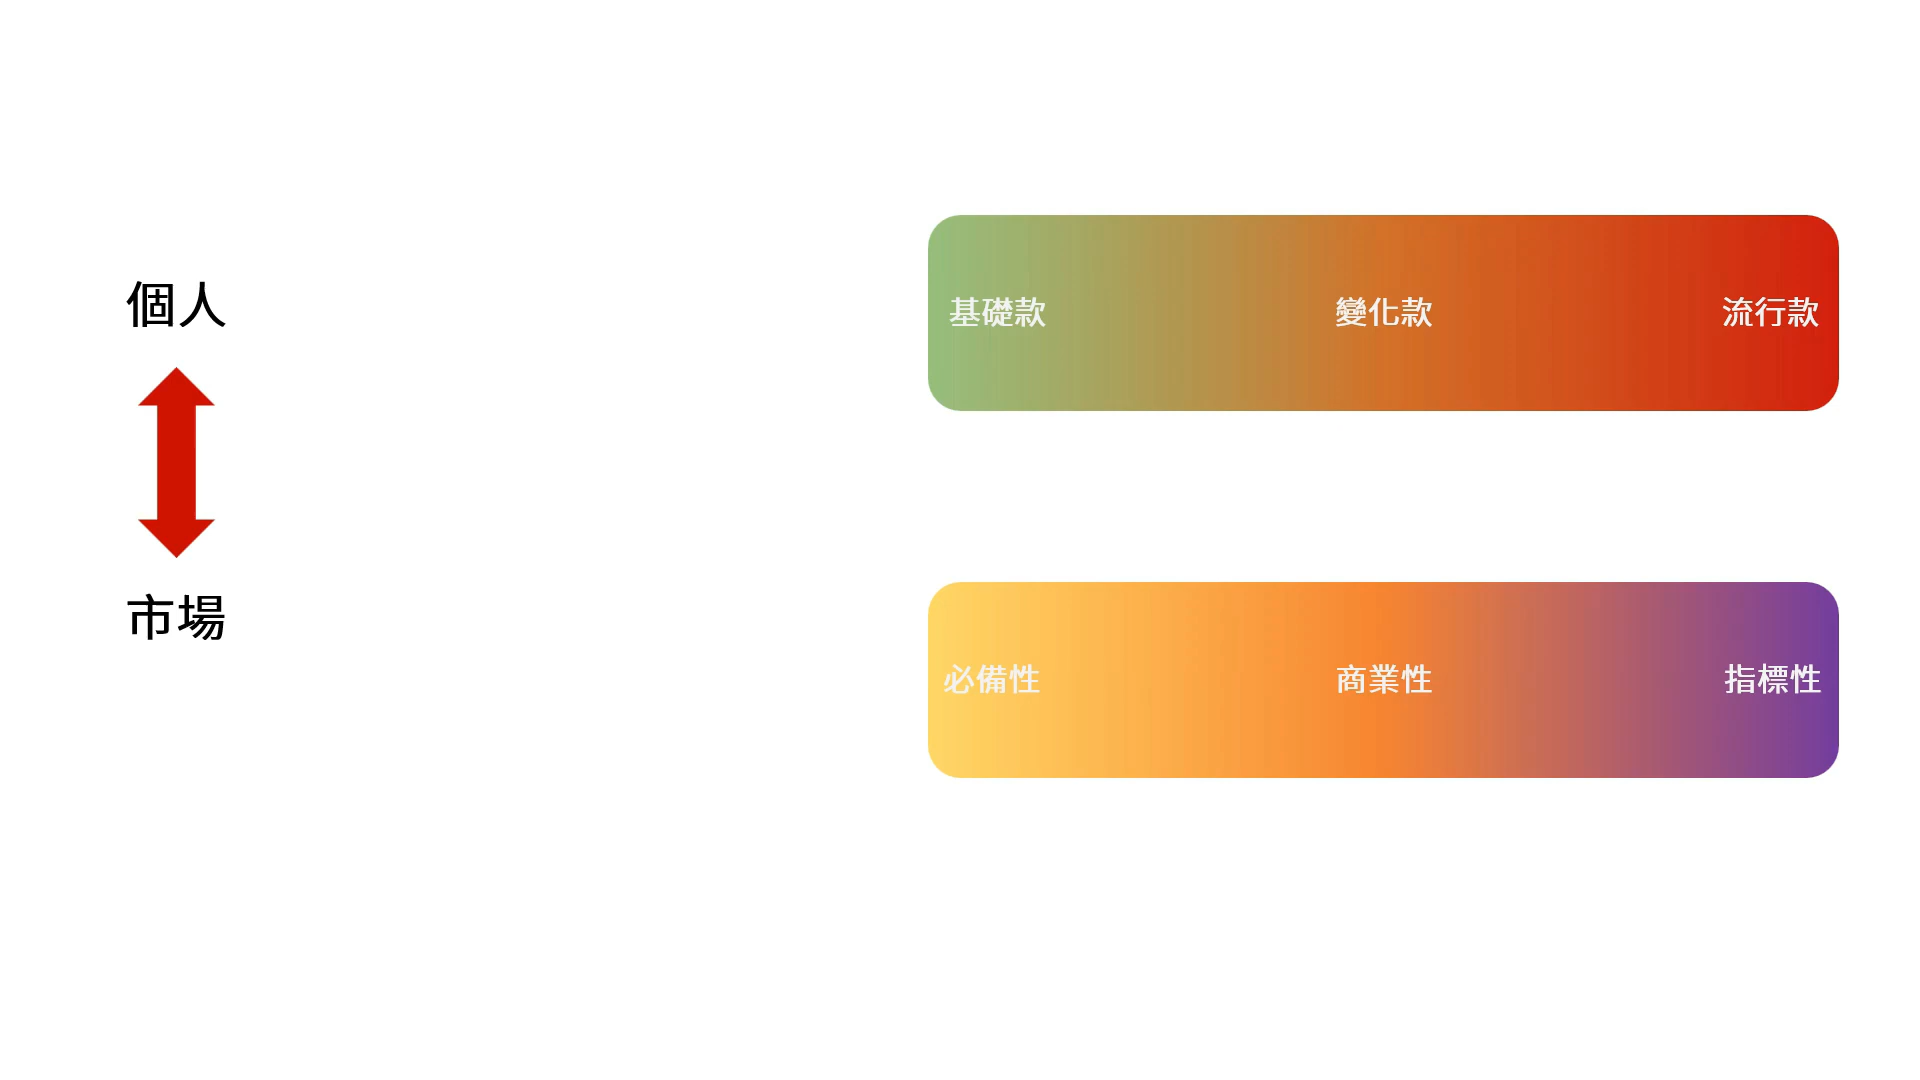 個人
市場
基礎款 變化款 流行款
必備性 商業性 指標性